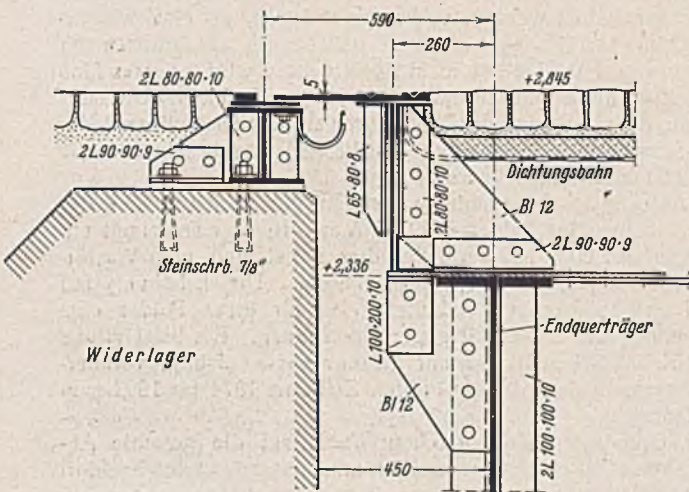 590
260
2L 80·80·10
5
+2,845
2L 90·90·9
L 65·80·8
2L 80·80·10
Dichtungsbahn
Bl 12
2L 90·90·9
Steinschrb. 7/8"
+2,336
L 100·200·10
Endquerträger
Widerlager
Bl 12
2L 100·100·10
450